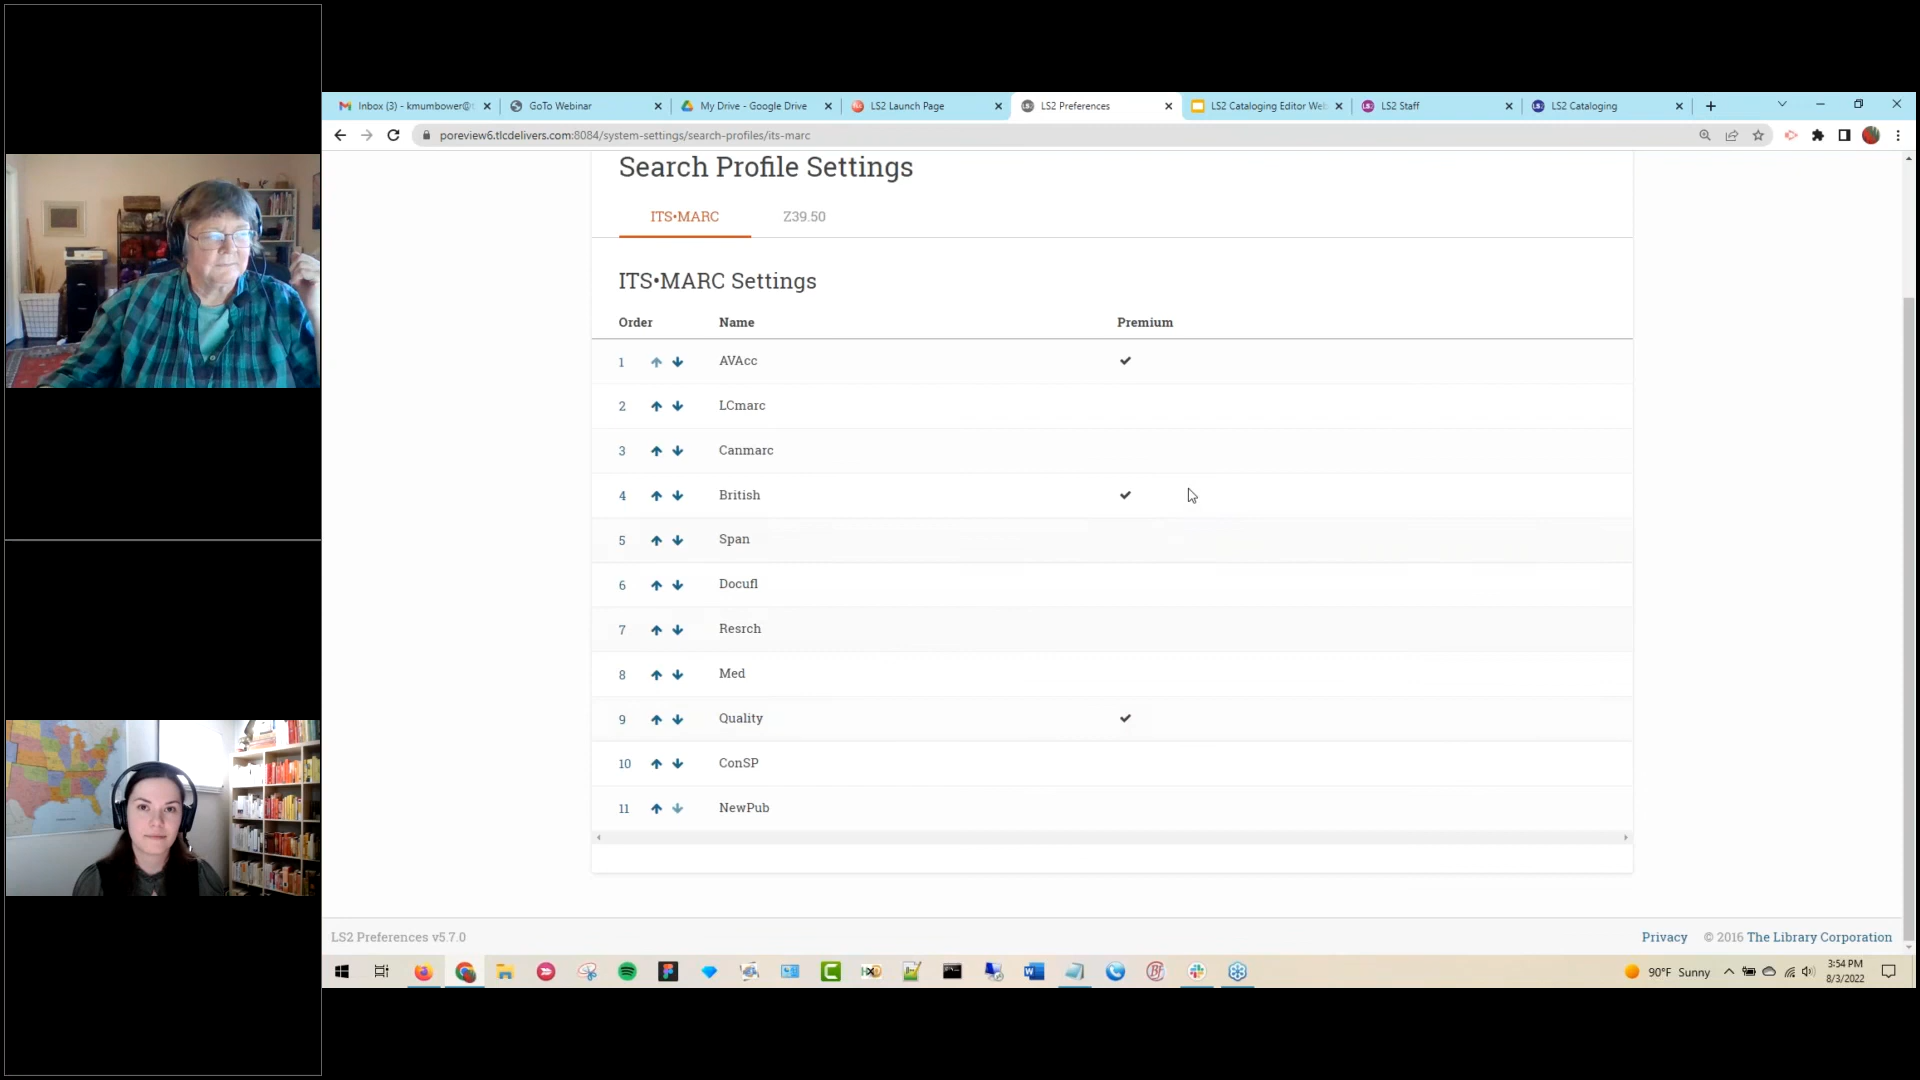 Inbox (3) - kmumbower@
GoTo Webinar
My Drive - Google Drive
LS2 Launch Page
LS2 Preferences
LS2 Cataloging Editor Web
LS2 Staff
LS2 Cataloging
poreview6.tlcdelivers.com:8084/system-settings/search-profiles/its-marc
Search Profile Settings
ITS•MARC Z39.50
ITS•MARC Settings
Order Name Premium
1 AVAcc
2 LCmarc
3 Canmarc
4 British
5 Span
6 Docufl
7 Resrch
8 Med
9 Quality
10 ConSP
11 NewPub
LS2 Preferences v5.7.0
Privacy © 2016 The Library Corporation
90°F Sunny
3:54 PM
8/3/2022